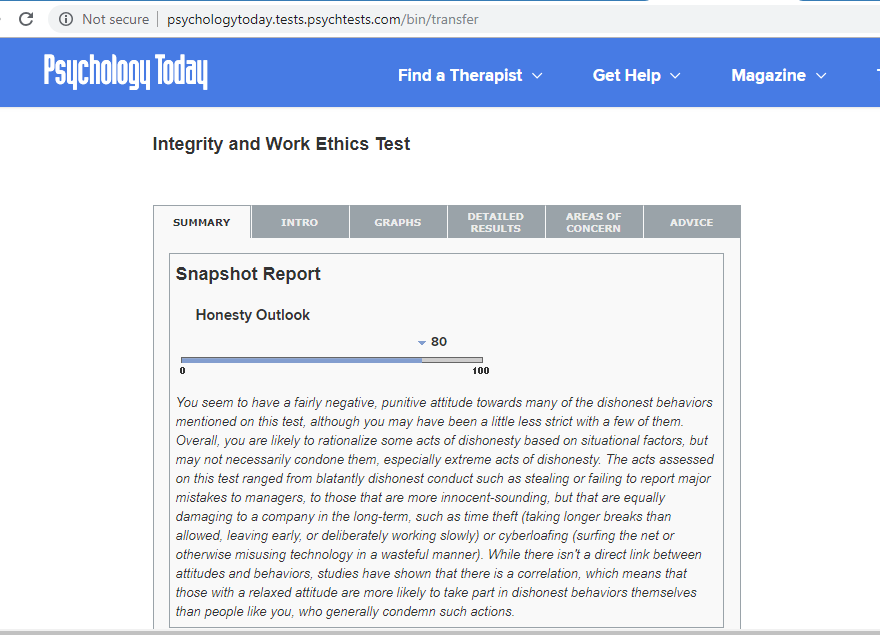 Not secure psychologytoday.tests.psychtests.com/bin/transfer
Psychology Today Find a Therapist Get Help Magazine
Integrity and Work Ethics Test
SUMMARY INTRO GRAPHS DETAILED RESULTS AREAS OF CONCERN ADVICE
Snapshot Report
Honesty Outlook
80
0 100
You seem to have a fairly negative, punitive attitude towards many of the dishonest behaviors
mentioned on this test, although you may have been a little less strict with a few of them.
Overall, you are likely to rationalize some acts of dishonesty based on situational factors, but
may not necessarily condone them, especially extreme acts of dishonesty. The acts assessed
on this test ranged from blatantly dishonest conduct such as stealing or failing to report major
mistakes to managers, to those that are more innocent-sounding, but that are equally
damaging to a company in the long-term, such as time theft (taking longer breaks than
allowed, leaving early, or deliberately working slowly) or cyberloafing (surfing the net or
otherwise misusing technology in a wasteful manner). While there isn't a direct link between
attitudes and behaviors, studies have shown that there is a correlation, which means that
those with a relaxed attitude are more likely to take part in dishonest behaviors themselves
than people like you, who generally condemn such actions.